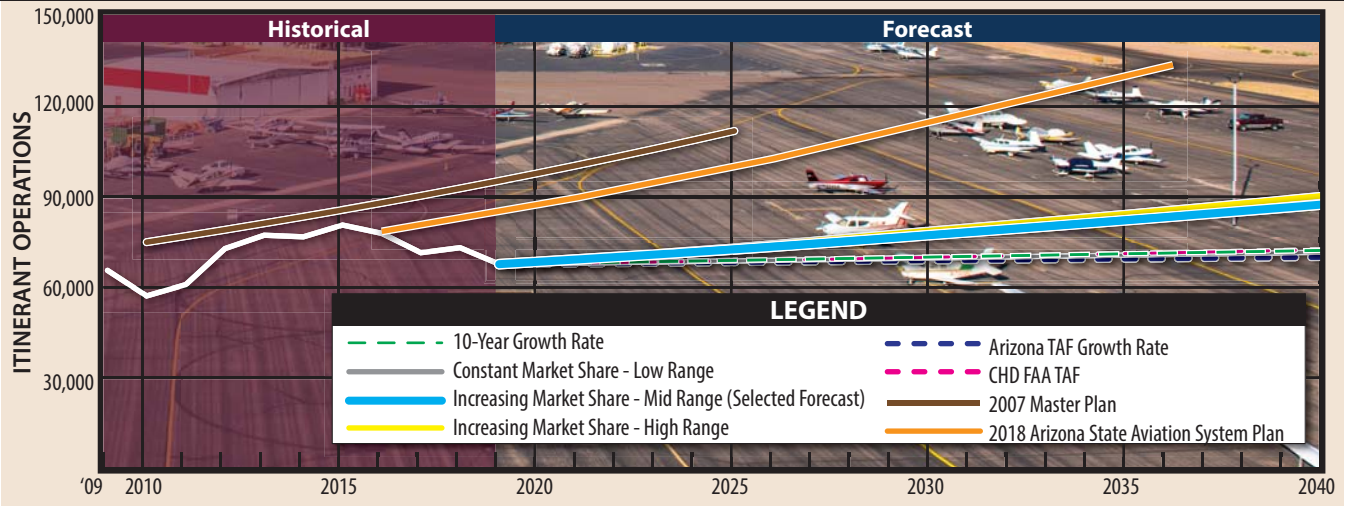 150,000
Historical
Forecast
120,000
90,000
60,000
30,000
ITINERANT OPERATIONS
LEGEND
10-Year Growth Rate
Constant Market Share - Low Range
Increasing Market Share - Mid Range (Selected Forecast)
Increasing Market Share - High Range
Arizona TAF Growth Rate
CHD FAA TAF
2007 Master Plan
2018 Arizona State Aviation System Plan
‘09 2010 2015 2020 2025 2030 2035 2040